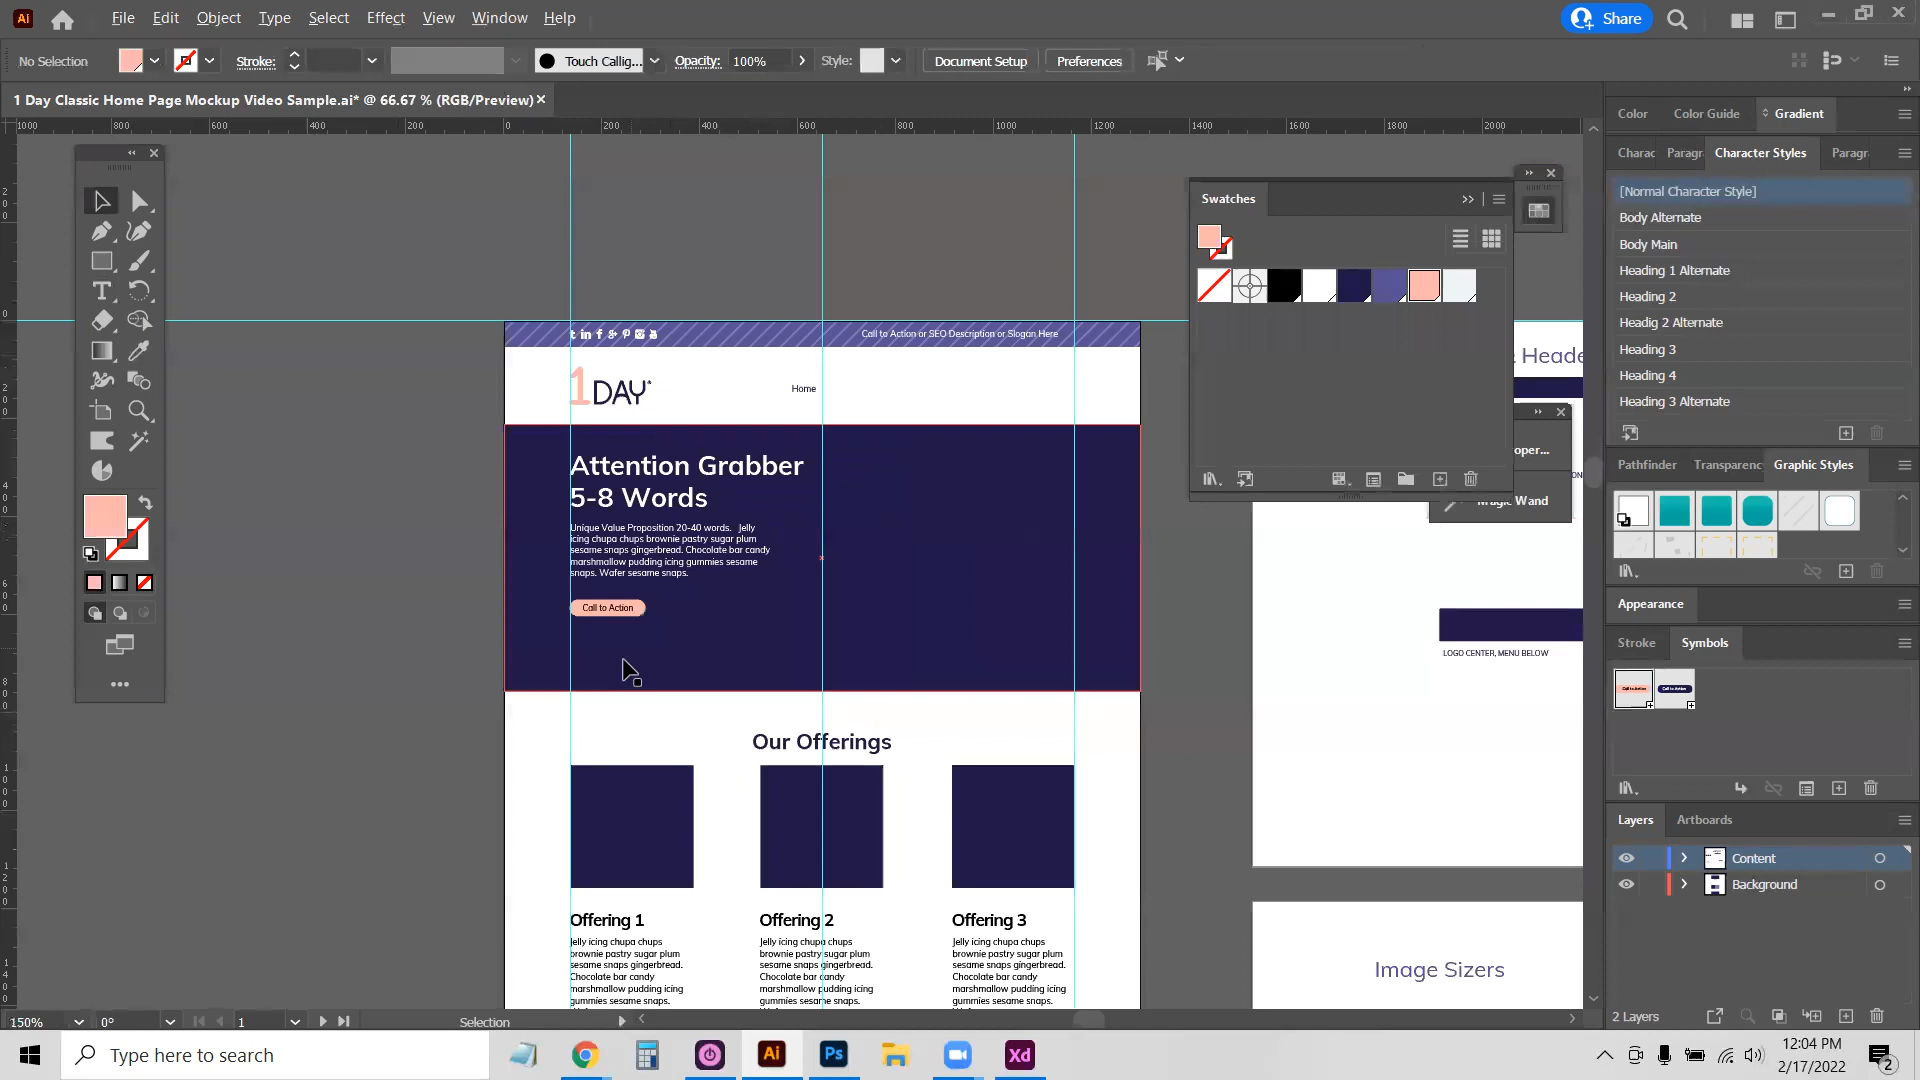 Ai File Edit Object Type Select Effect View Window Help Share
No Selection Stroke: Touch Callig... Opacity: 100% Style: Document Setup Preferences
1 Day Classic Home Page Mockup Video Sample.ai* @ 66.67 % (RGB/Preview)
1000 800 600 400 200 0 200 400 600 800 1000 1200 1400 1600 1800 2000
Color Color Guide Gradient
Charac Paragr Character Styles Paragr
[Normal Character Style]
Body Alternate
Body Main
Heading 1 Alternate
Heading 2
Headig 2 Alternate
Heading 3
Heading 4
Heading 3 Alternate
Swatches
Call to Action or SEO Description or Slogan Here
1DAY
Home
& Heade
Attention Grabber
5-8 Words
Unique Value Proposition 20-40 words. Jelly
icing chupa chups brownie pastry sugar plum
sesame snaps gingerbread. Chocolate bar candy
marshmallow pudding icing gummies sesame
snaps. Wafer sesame snaps.
Call to Action
oper...
Magic Wand
LOGO CENTER, MENU BELOW
Pathfinder Transparenc Graphic Styles
Appearance
Stroke Symbols
Call to Action Call to Action
Our Offerings
Offering 1
Jelly icing chupa chups
brownie pastry sugar plum
sesame snaps gingerbread.
Chocolate bar candy
marshmallow pudding icing
gummies sesame snaps.
Offering 2
Jelly icing chupa chups
brownie pastry sugar plum
sesame snaps gingerbread.
Chocolate bar candy
marshmallow pudding icing
gummies sesame snaps.
Offering 3
Jelly icing chupa chups
brownie pastry sugar plum
sesame snaps gingerbread.
Chocolate bar candy
marshmallow pudding icing
gummies sesame snaps.
Image Sizers
Layers Artboards
Content
Background
2 Layers
150% 0° 1 Selection
Type here to search
Ai Ps Xd
12:04 PM
2/17/2022
2